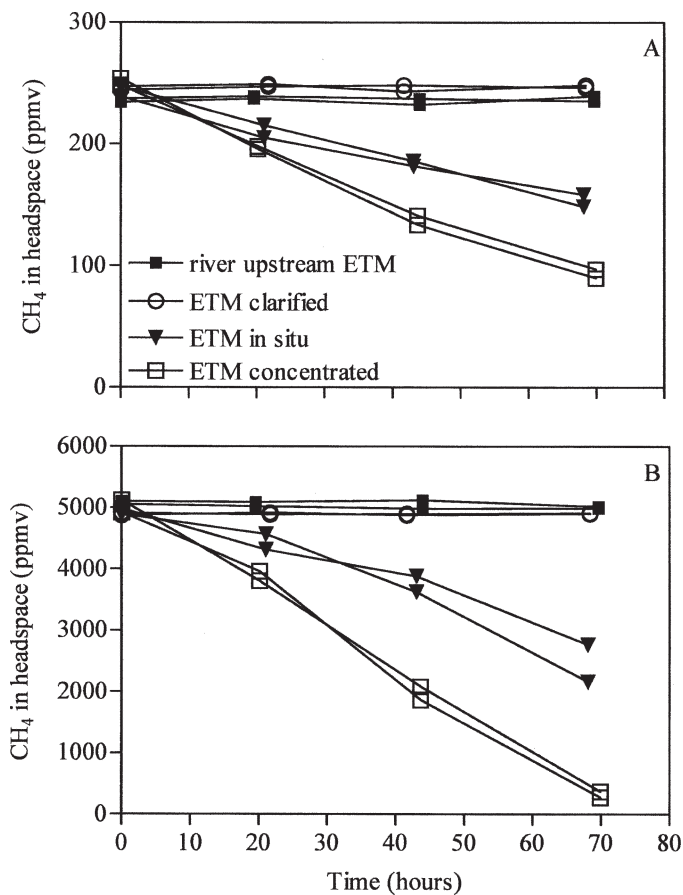 300
A
200
100
0
CH₄ in headspace (ppmv)
river upstream ETM
ETM clarified
ETM in situ
ETM concentrated
6000
B
5000
4000
3000
2000
1000
0
CH₄ in headspace (ppmv)
0 10 20 30 40 50 60 70 80
Time (hours)